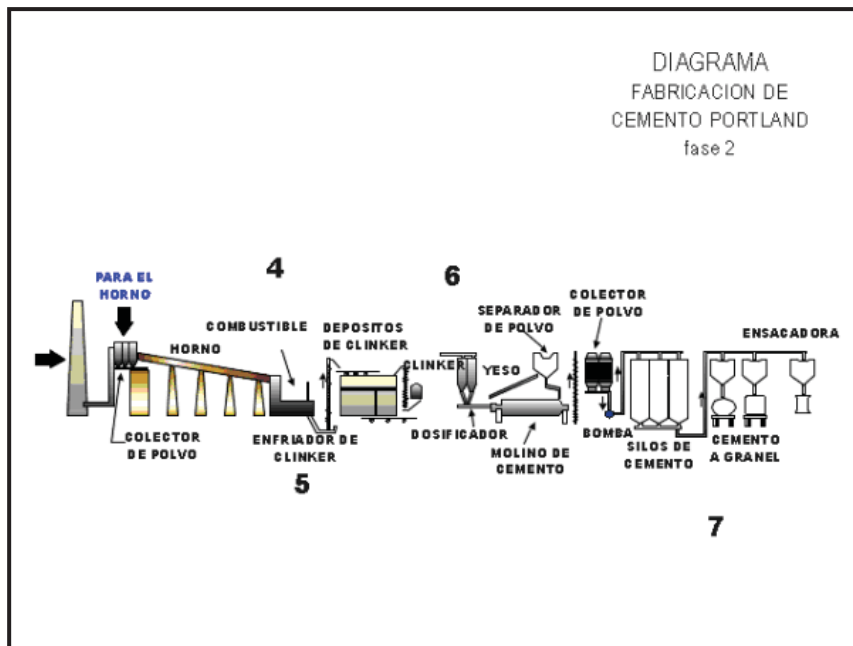 DIAGRAMA
FABRICACION DE
CEMENTO PORTLAND
fase 2
4
6
PARA EL
HORNO
COMBUSTIBLE
DEPOSITOS
DE CLINKER
SEPARADOR
DE POLVO
COLECTOR
DE POLVO
ENSACADORA
HORNO
CLINKER
YESO
COLECTOR
DE POLVO
ENFRIADOR DE
CLINKER
DOSIFICADOR
MOLINO DE
CEMENTO
BOMBA
SILOS DE
CEMENTO
CEMENTO
A GRANEL
5
7